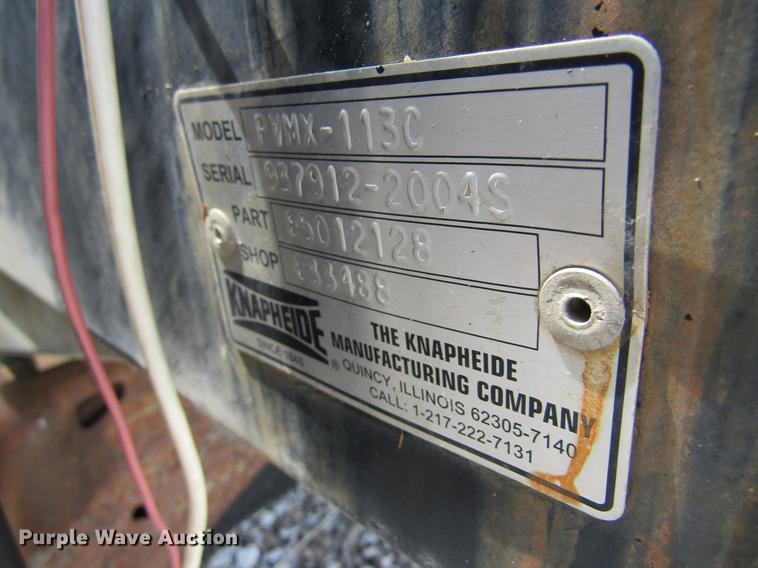 MODEL PVMX-113C
SERIAL 937912-2004S
PART 85012128
SHOP 833488
KNAPHEIDE
SINCE 1848
®
THE KNAPHEIDE
MANUFACTURING COMPANY
QUINCY, ILLINOIS 62305-7140
CALL: 1-217-222-7131
Purple Wave Auction